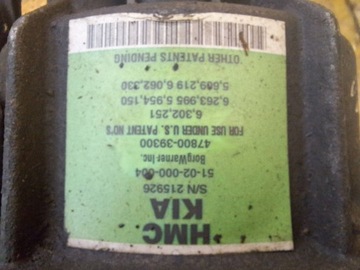 HMC
KIA
S/N 215926
51-02-000-004
BorgWarner Inc.
47800-39300
FOR USE UNDER U.S. PATENT NO'S
6,302,251
6,263,995 5,954,150
5,609,219 6,062,330
OTHER PATENTS PENDING